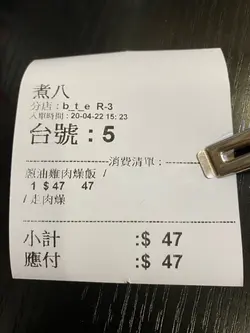 煮八
分店 : b_t_e R-3
入單時間 : 20-04-22 15: 23
台號 : 5
消費清單 :
蔥油雞肉燥飯 /
1 $ 47 47
/ 走肉燥
小計 :$ 47
應付 :$ 47